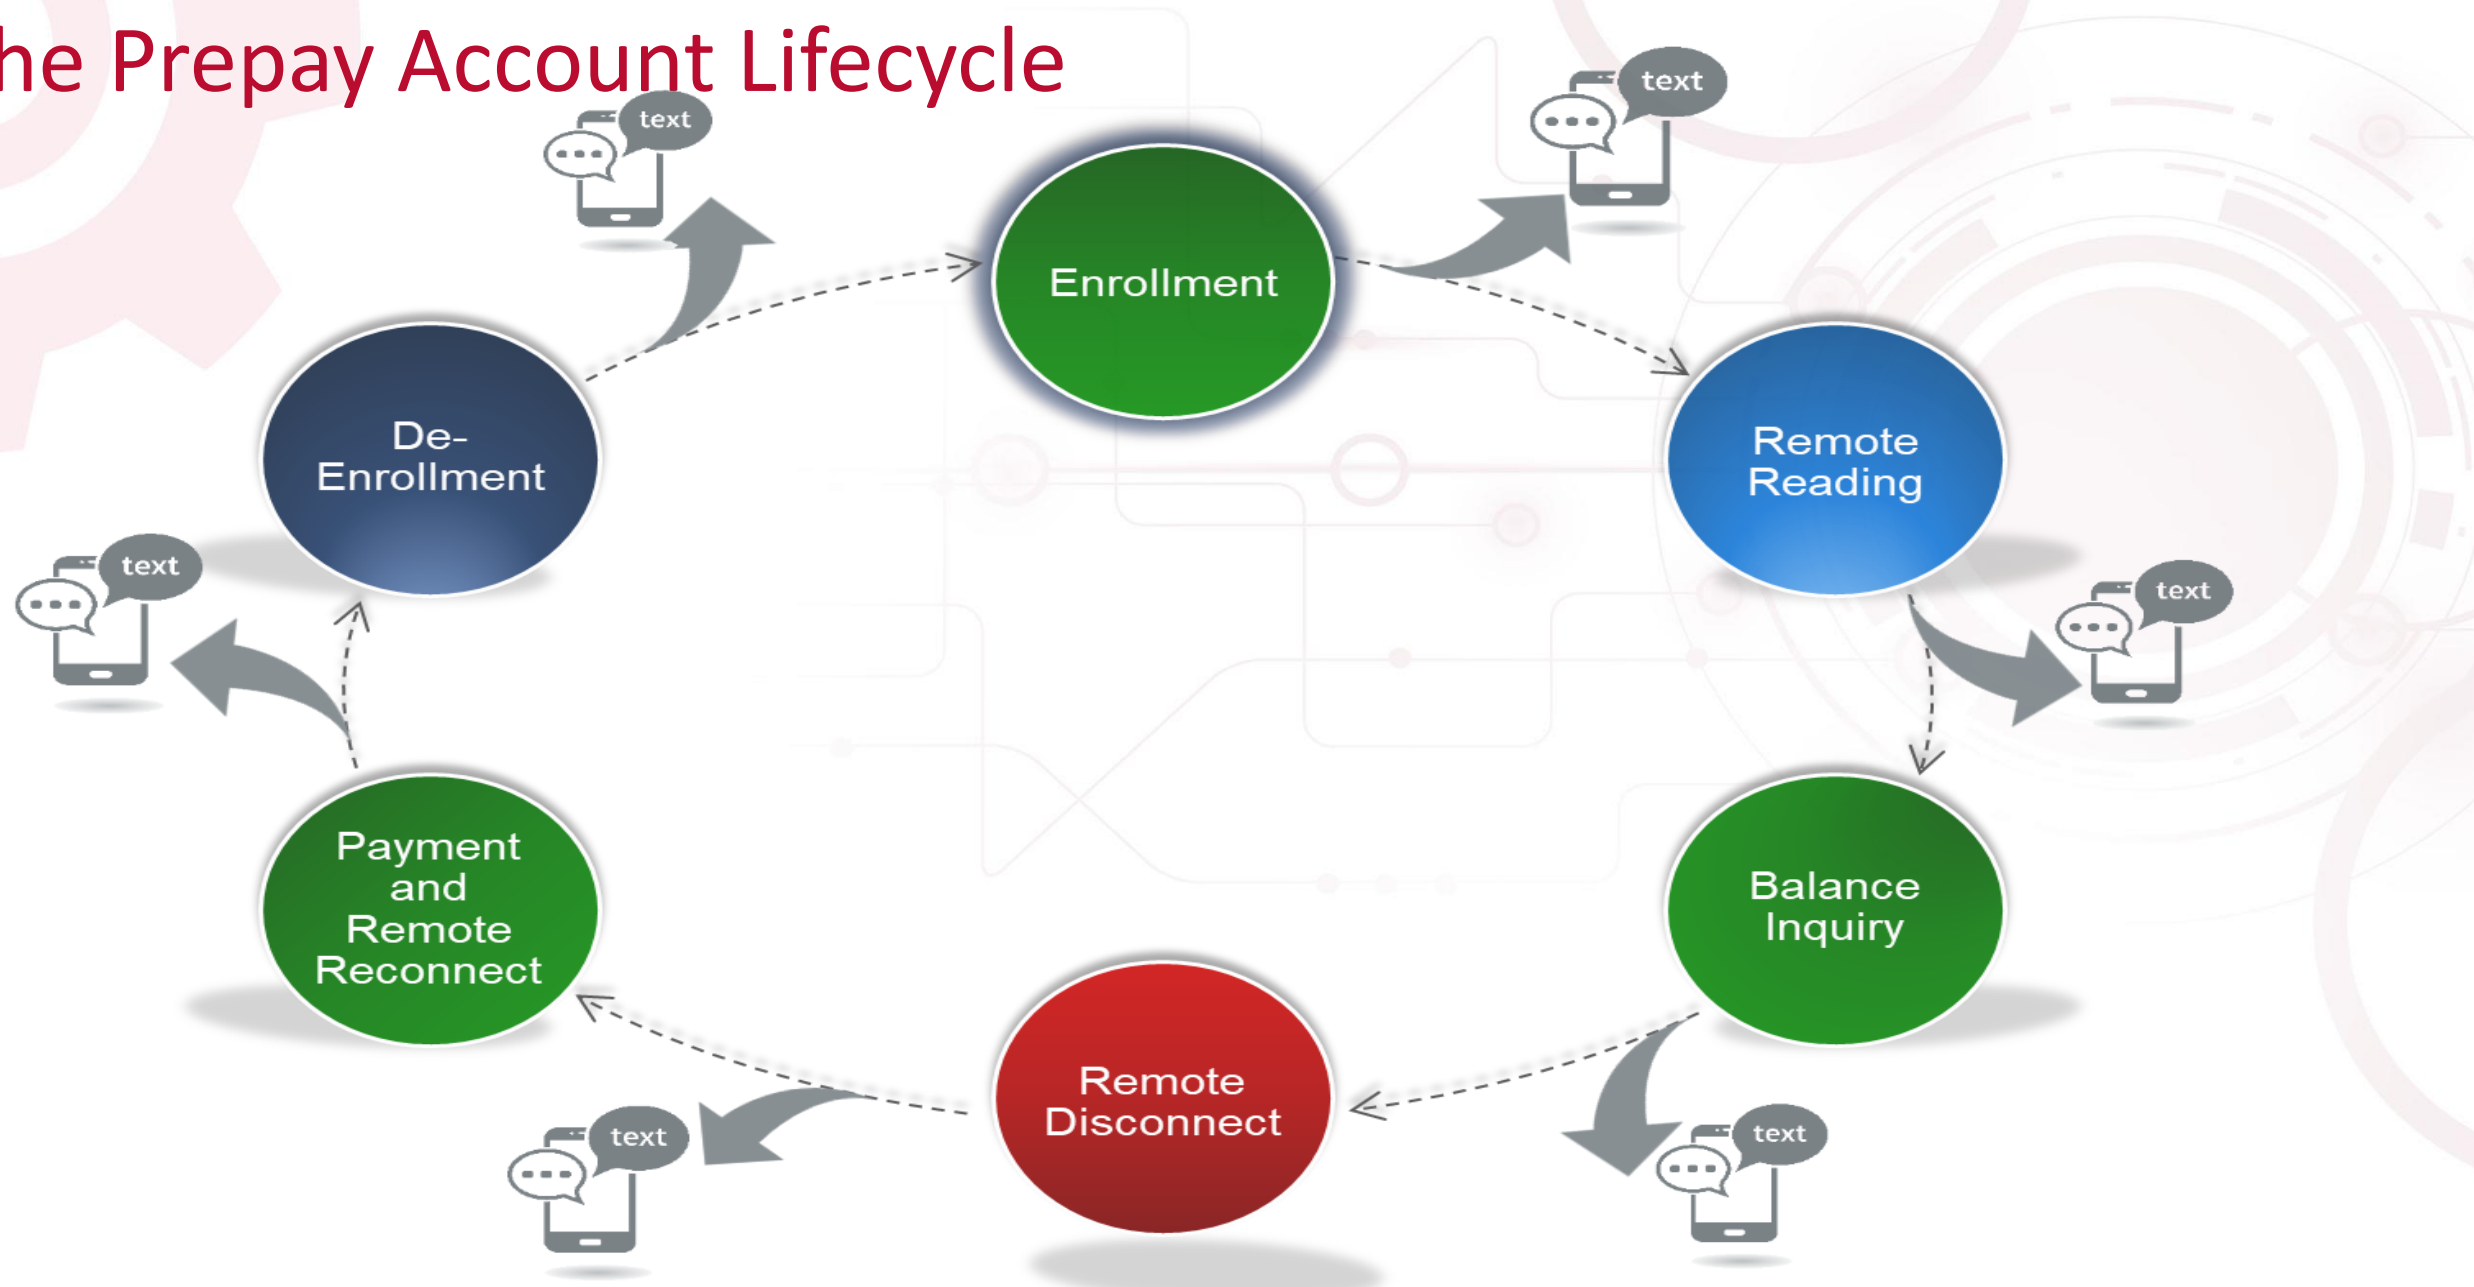 he Prepay Account Lifecycle
text
text
Enrollment
De-
Enrollment
Remote
Reading
text
text
Payment
and
Remote
Reconnect
Balance
Inquiry
Remote
Disconnect
text
text